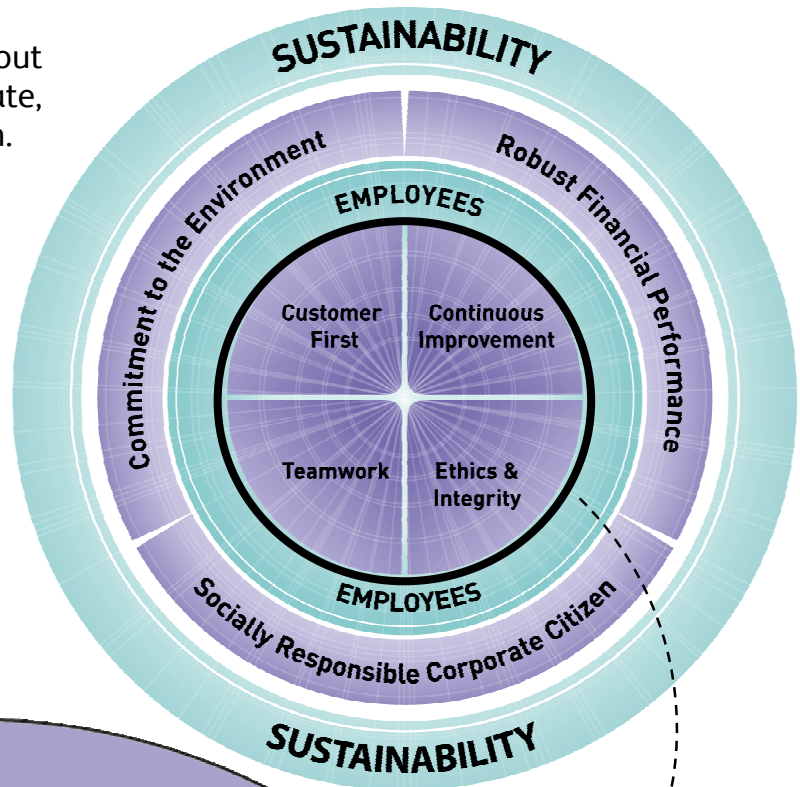 out
SUSTAINABILITY
Commitment to the Environment
Robust Financial Performance
EMPLOYEES
Customer
First
Continuous
Improvement
Teamwork
Ethics &
Integrity
EMPLOYEES
Socially Responsible Corporate Citizen
SUSTAINABILITY